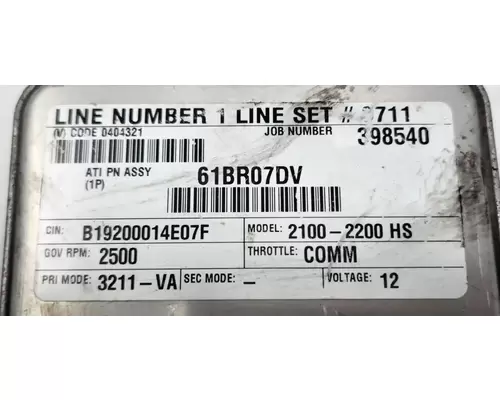 LINE NUMBER 1 LINE SET # 711
(V) CODE 0404321
JOB NUMBER 398540
ATI PN ASSY
(1P)
61BR07DV
CIN: B19200014E07F MODEL: 2100-2200 HS
GOV RPM: 2500 THROTTLE: COMM
PRI MODE: 3211-VA SEC MODE: - VOLTAGE: 12